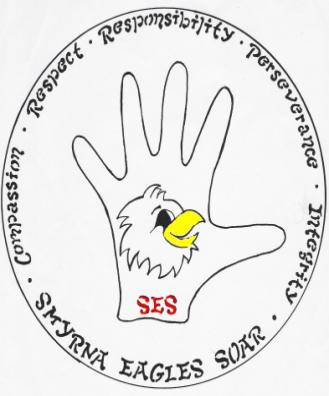 Compassion · Respect · Responsibility · Perseverance · Integrity ·
SES
SMYRNA EAGLES SOAR ·